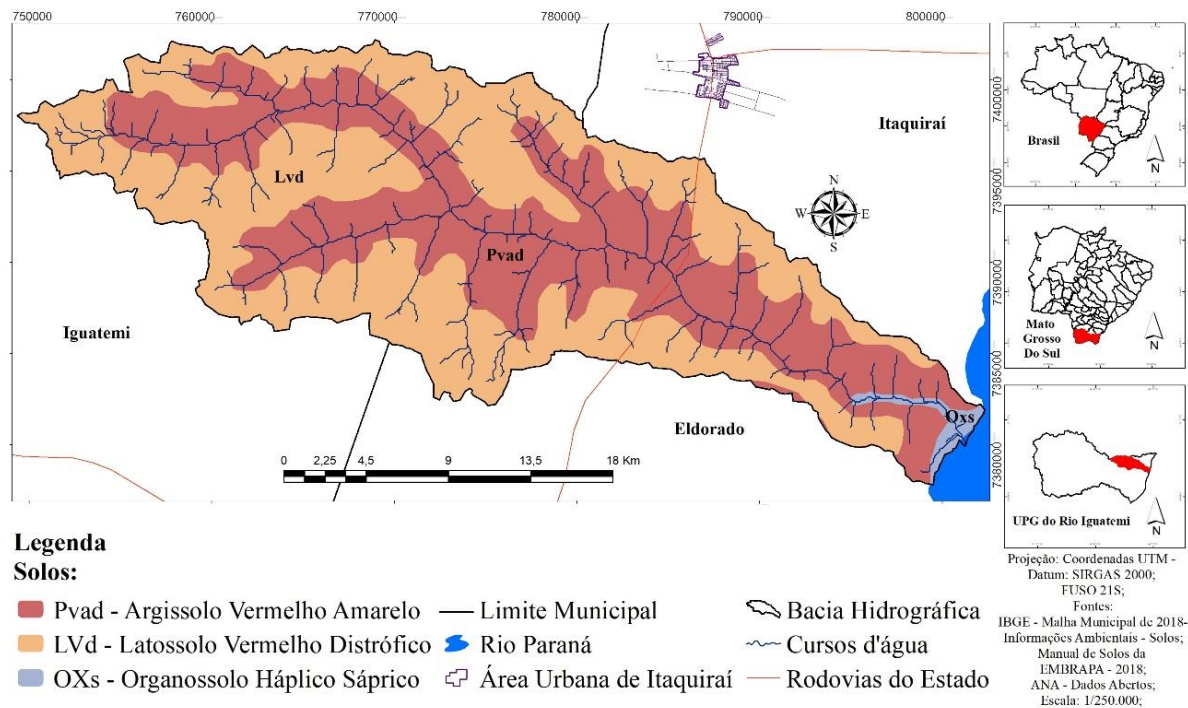 750000 760000 770000 780000 790000 800000
7400000
7395000
7390000
7385000
7380000
Itaquiraí
Lvd
N
W E
S
Pvad
Iguatemi
Eldorado
Oxs
0 2,25 4,5 9 13,5 18 Km
Brasil
N
Mato
Grosso
Do Sul
N
UPG do Rio Iguatemi
N
Legenda
Solos:
Pvad - Argissolo Vermelho Amarelo
LVd - Latossolo Vermelho Distrófico
OXs - Organossolo Háplico Sáprico
Limite Municipal
Rio Paraná
Área Urbana de Itaquiraí
Bacia Hidrográfica
Cursos d'água
Rodovias do Estado
Projeção: Coordenadas UTM -
Datum: SIRGAS 2000;
FUSO 21S;
Fontes:
IBGE - Malha Municipal de 2018-
Informações Ambientais - Solos;
Manual de Solos da
EMBRAPA - 2018;
ANA - Dados Abertos;
Escala: 1/250.000;